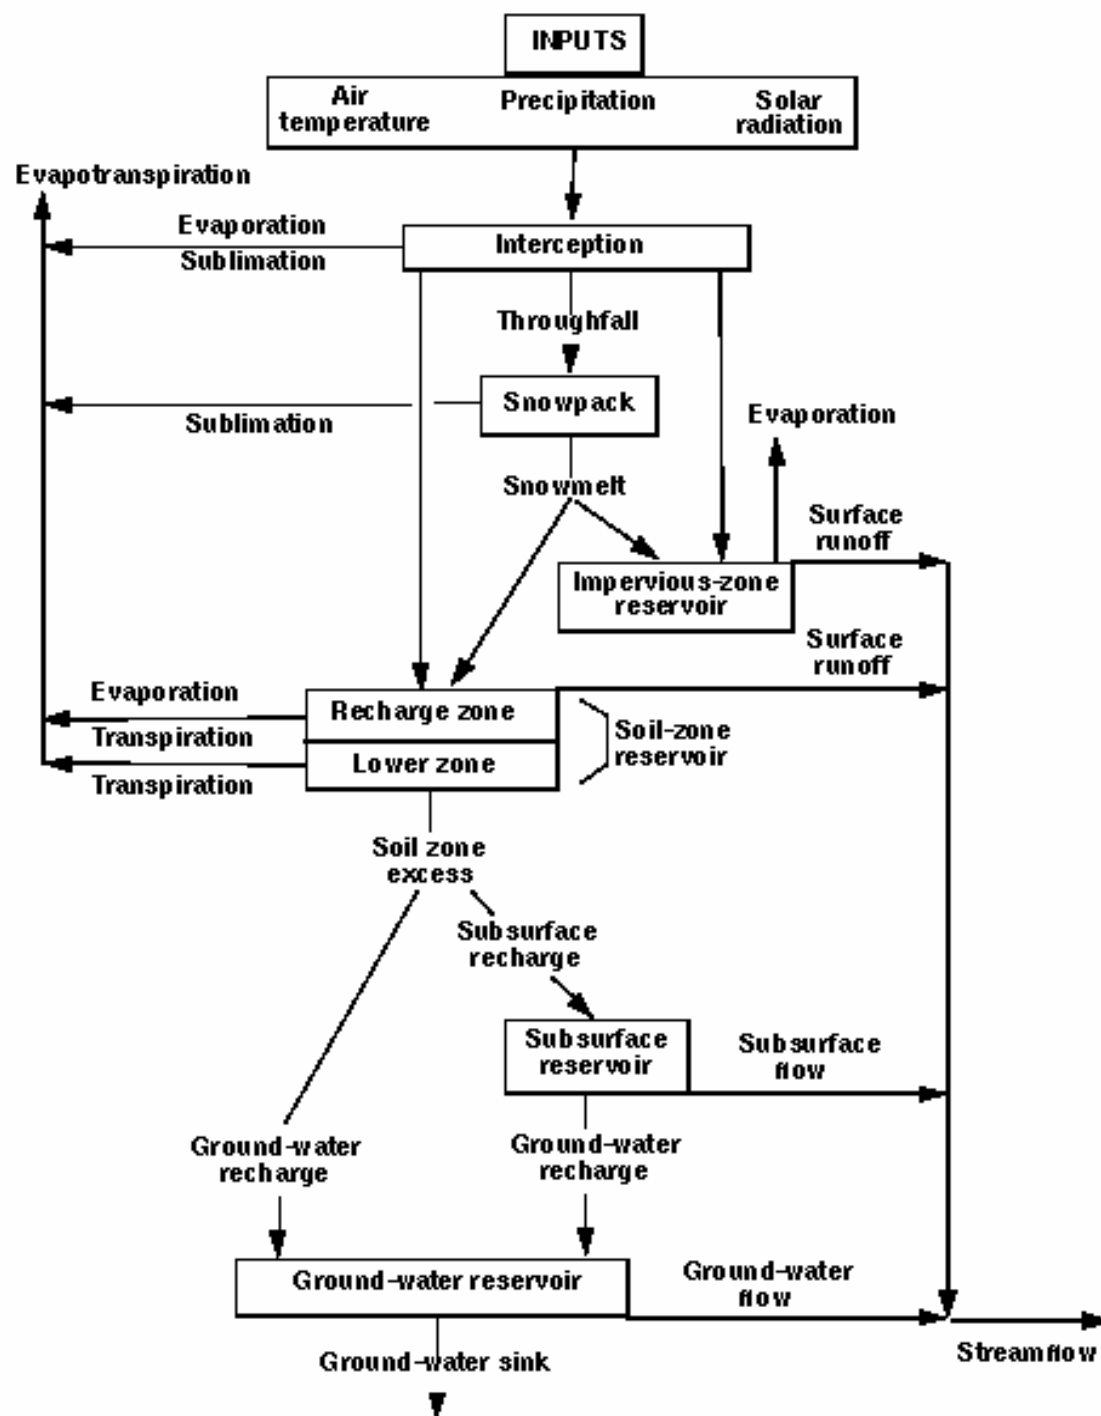 INPUTS
Air
temperature
Precipitation
Solar
radiation
Evapotranspiration
Evaporation
Sublimation
Interception
Throughfall
Snowpack
Sublimation
Evaporation
Snowmelt
Surface
runoff
Impervious-zone
reservoir
Surface
runoff
Evaporation
Transpiration
Transpiration
Recharge zone
Lower zone
Soil-zone
reservoir
Soil zone
excess
Subsurface
recharge
Subsurface
reservoir
Subsurface
flow
Ground-water
recharge
Ground-water
recharge
Ground-water reservoir
Ground-water
flow
Ground-water sink
Streamflow